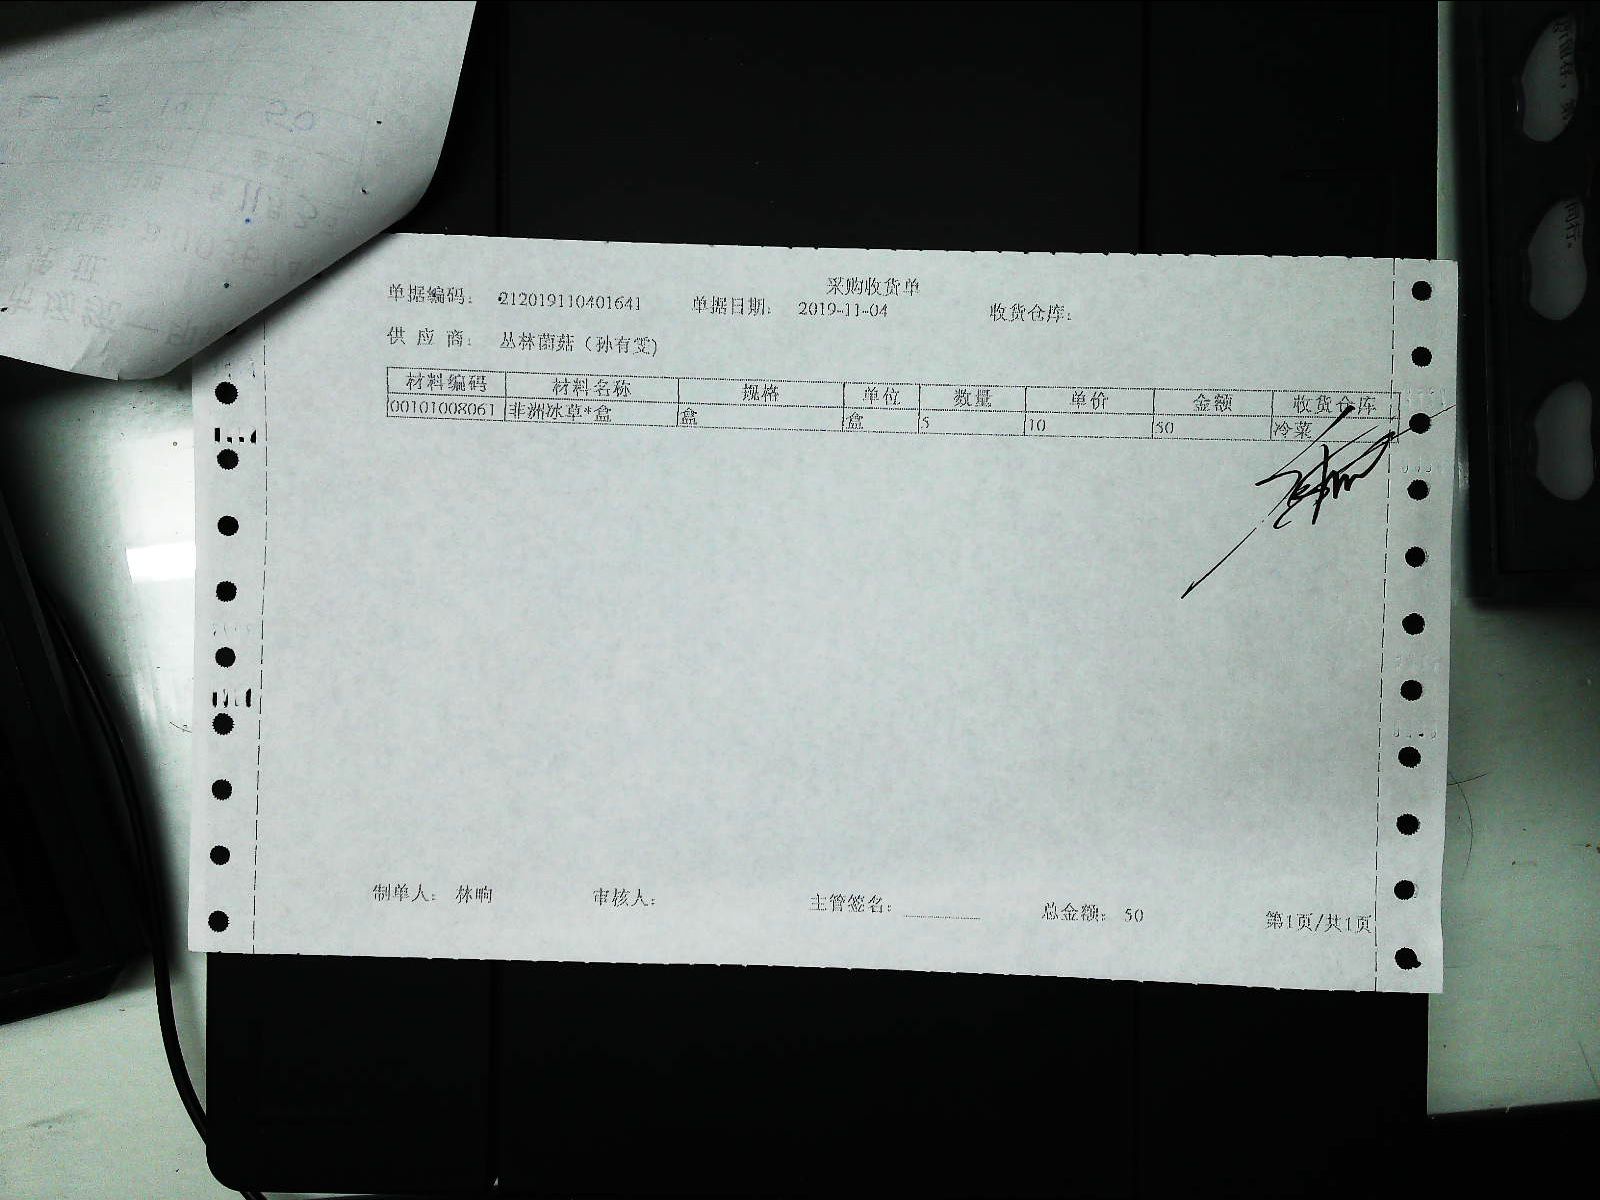 采购收货单
单据编码: 212019110401641 单据日期: 2019-11-04 收货仓库:
供 应 商: 丛林蘑菇 (孙有雯)
材料编码 材料名称 规格 单位 数量 单价 金额 收货仓库
00101008061 非洲冰草*盒 盒 盒 5 10 50 冷菜
制单人: 林晌 审核人: 主管签名: 总金额: 50 第1页/共1页